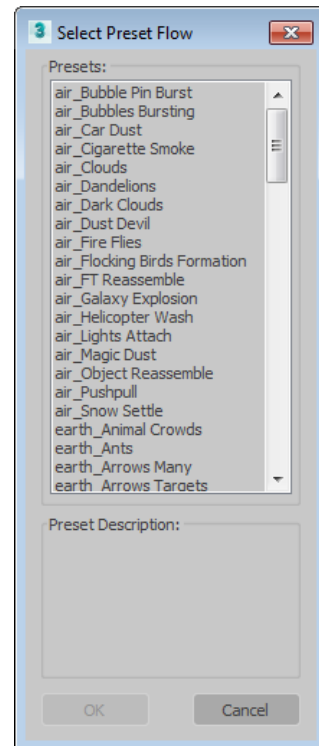 3 Select Preset Flow
Presets:
air_Bubble Pin Burst
air_Bubbles Bursting
air_Car Dust
air_Cigarette Smoke
air_Clouds
air_Dandelions
air_Dark Clouds
air_Dust Devil
air_Fire Flies
air_Flocking Birds Formation
air_FT Reassemble
air_Galaxy Explosion
air_Helicopter Wash
air_Lights Attach
air_Magic Dust
air_Object Reassemble
air_Pushpull
air_Snow Settle
earth_Animal Crowds
earth_Ants
earth_Arrows Many
earth_Arrows Targets
Preset Description:
OK Cancel